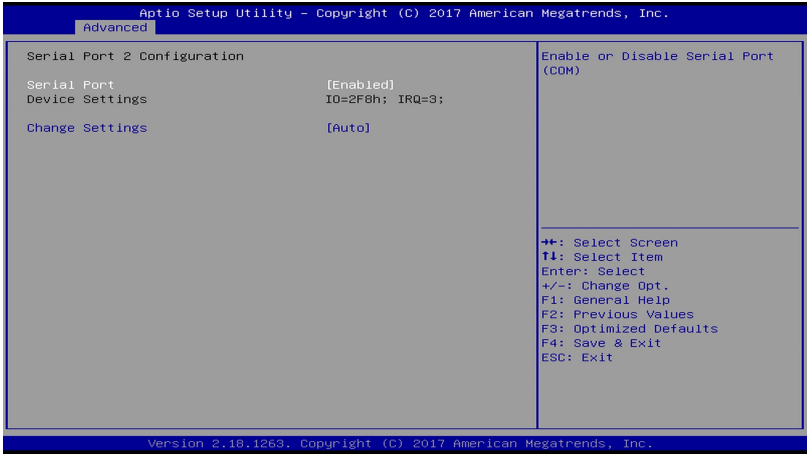 Aptio Setup Utility – Copyright (C) 2017 American Megatrends, Inc.
Advanced
Serial Port 2 Configuration
Serial Port [Enabled]
Device Settings IO=2F8h; IRQ=3;
Change Settings [Auto]
Enable or Disable Serial Port
(COM)
→←: Select Screen
↑↓: Select Item
Enter: Select
+/-: Change Opt.
F1: General Help
F2: Previous Values
F3: Optimized Defaults
F4: Save & Exit
ESC: Exit
Version 2.18.1263. Copyright (C) 2017 American Megatrends, Inc.